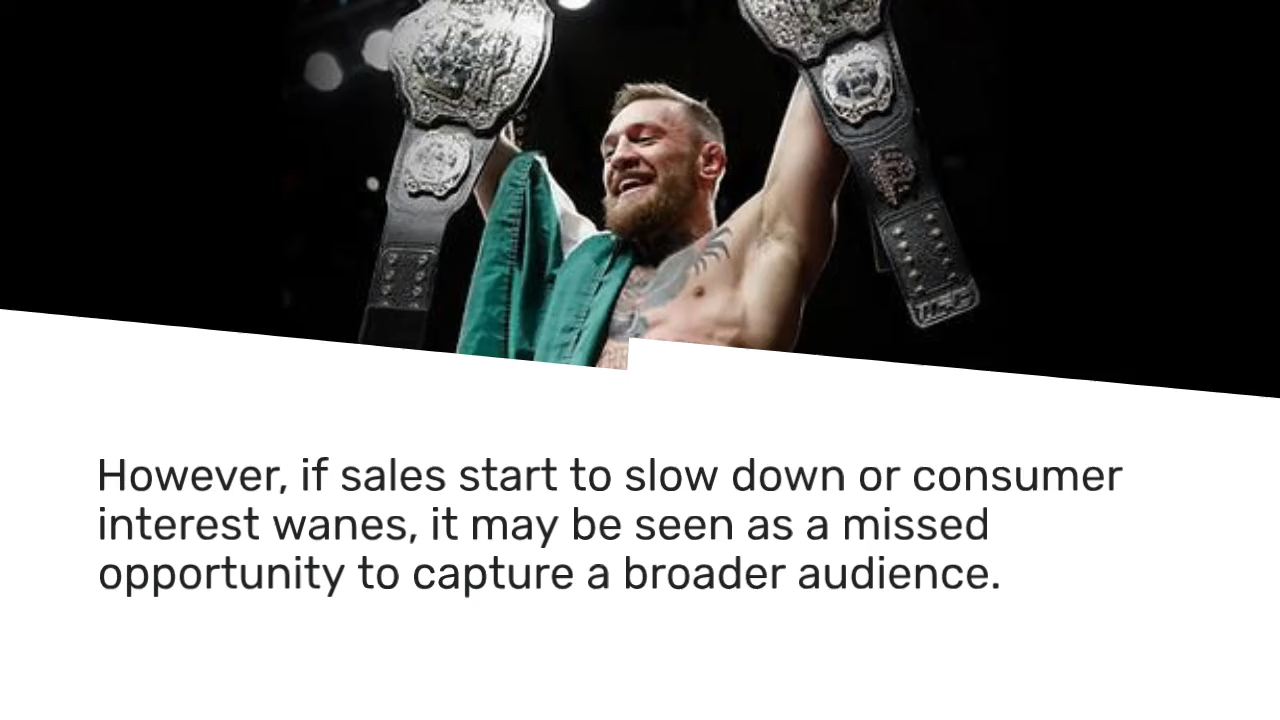 UFC
However, if sales start to slow down or consumer
interest wanes, it may be seen as a missed
opportunity to capture a broader audience.